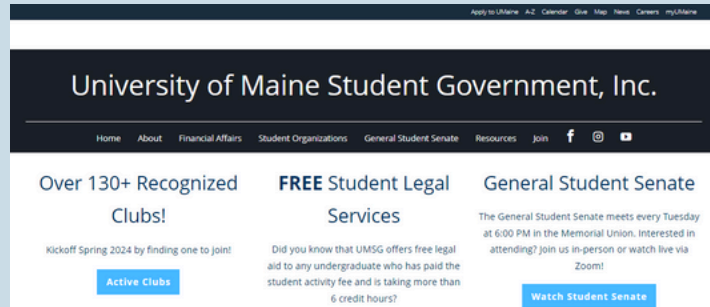 Apply to UMaine A-Z Calendar Give Map News Careers myUMaine
University of Maine Student Government, Inc.
Home About Financial Affairs Student Organizations General Student Senate Resources Join
Over 130+ Recognized
Clubs!
Kickoff Spring 2024 by finding one to join!
Active Clubs
FREE Student Legal
Services
Did you know that UMSG offers free legal
aid to any undergraduate who has paid the
student activity fee and is taking more than
6 credit hours?
General Student Senate
The General Student Senate meets every Tuesday
at 6:00 PM in the Memorial Union. Interested in
attending? Join us in-person or watch live via
Zoom!
Watch Student Senate